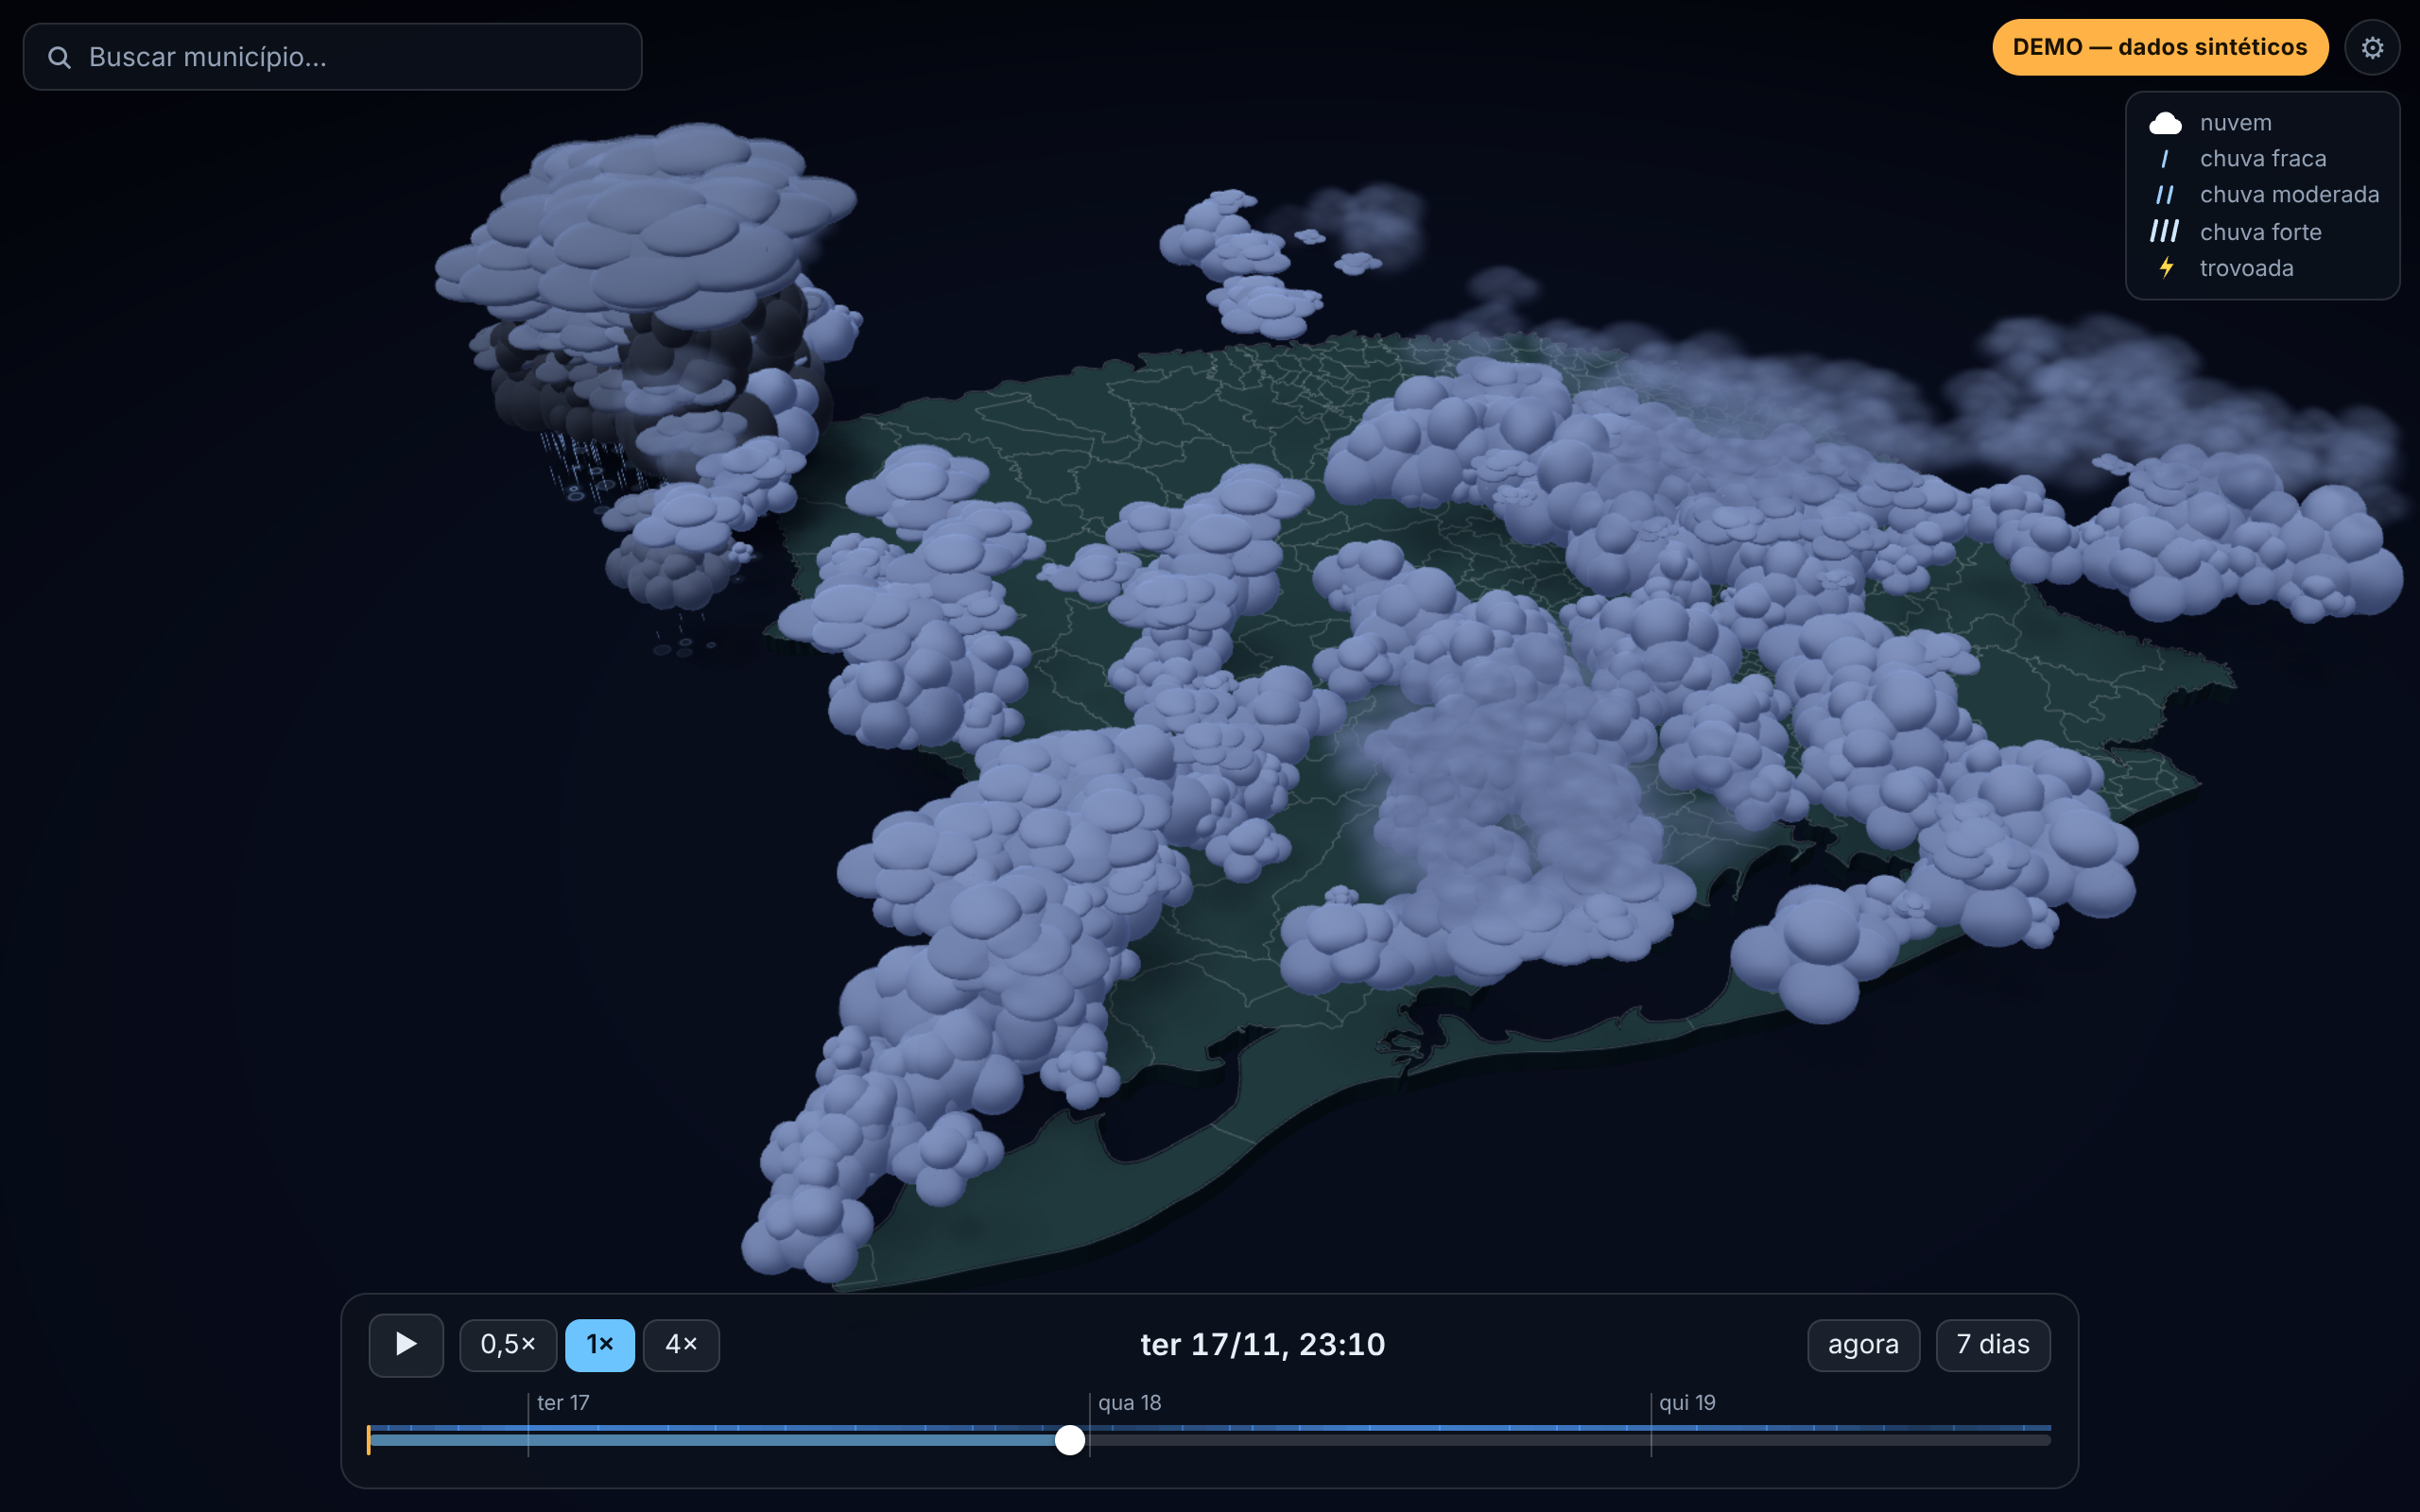 Buscar município...
DEMO — dados sintéticos
nuvem
chuva fraca
chuva moderada
chuva forte
trovoada
0,5× 1× 4×
ter 17/11, 23:10
agora 7 dias
ter 17 qua 18 qui 19